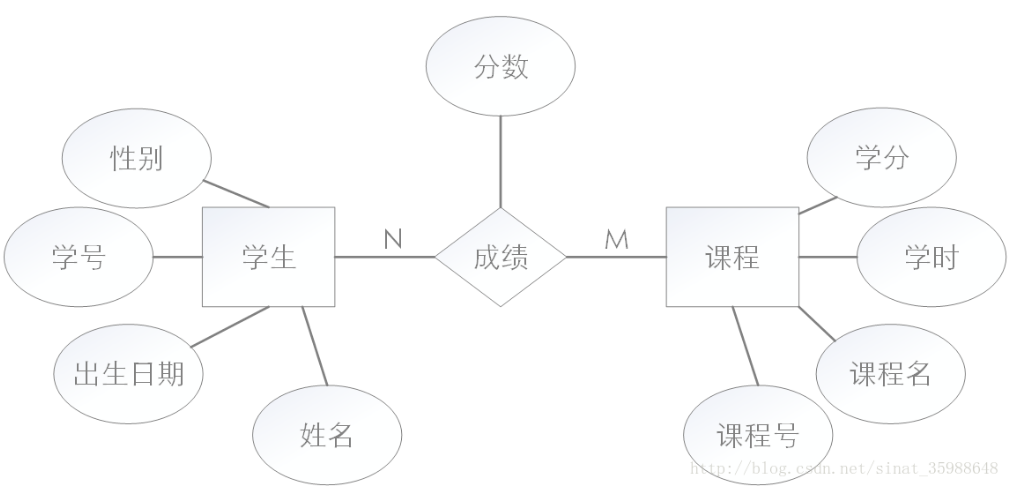 分数
性别
学分
学号
学生
N
成绩
M
课程
学时
出生日期
课程名
姓名
课程号
http://blog.csdn.net/sinat_35988648